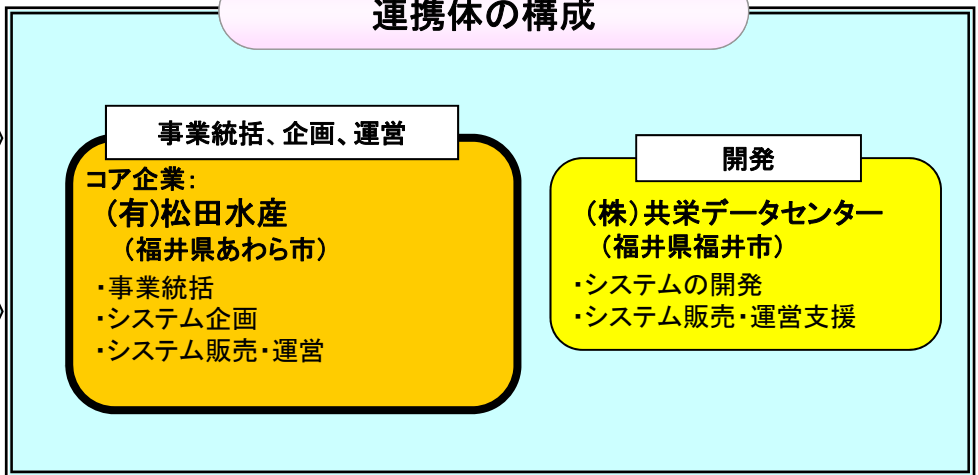 連携体の構成
事業統括、企画、運営
コア企業：
（有）松田水産
（福井県あわら市）
・事業統括
・システム企画
・システム販売・運営
開発
（株）共栄データセンター
（福井県福井市）
・システムの開発
・システム販売・運営支援